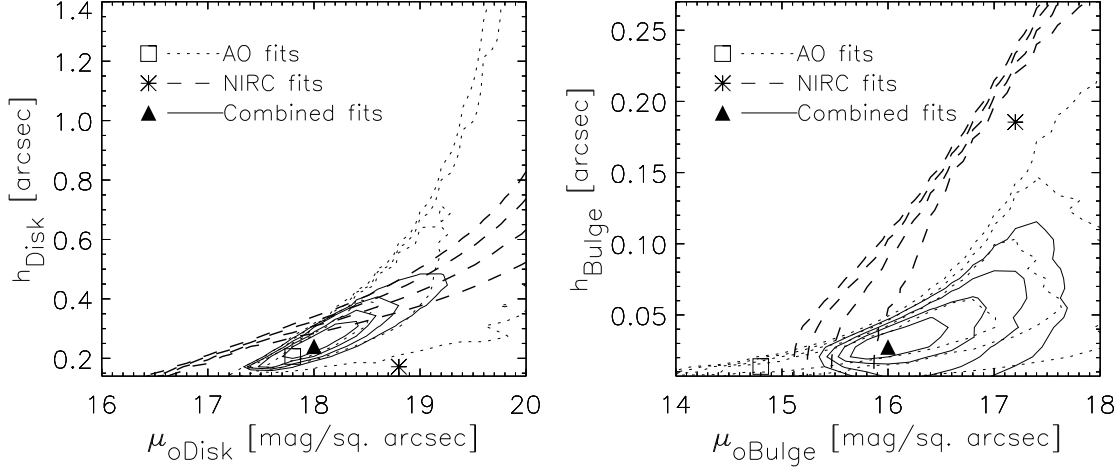 h_Disk [arcsec]
1.4
1.2
1.0
0.8
0.6
0.4
0.2
AO fits
NIRC fits
Combined fits
16 17 18 19 20
μ_oDisk [mag/sq. arcsec]
h_Bulge [arcsec]
0.25
0.20
0.15
0.10
0.05
AO fits
NIRC fits
Combined fits
14 15 16 17 18
μ_oBulge [mag/sq. arcsec]